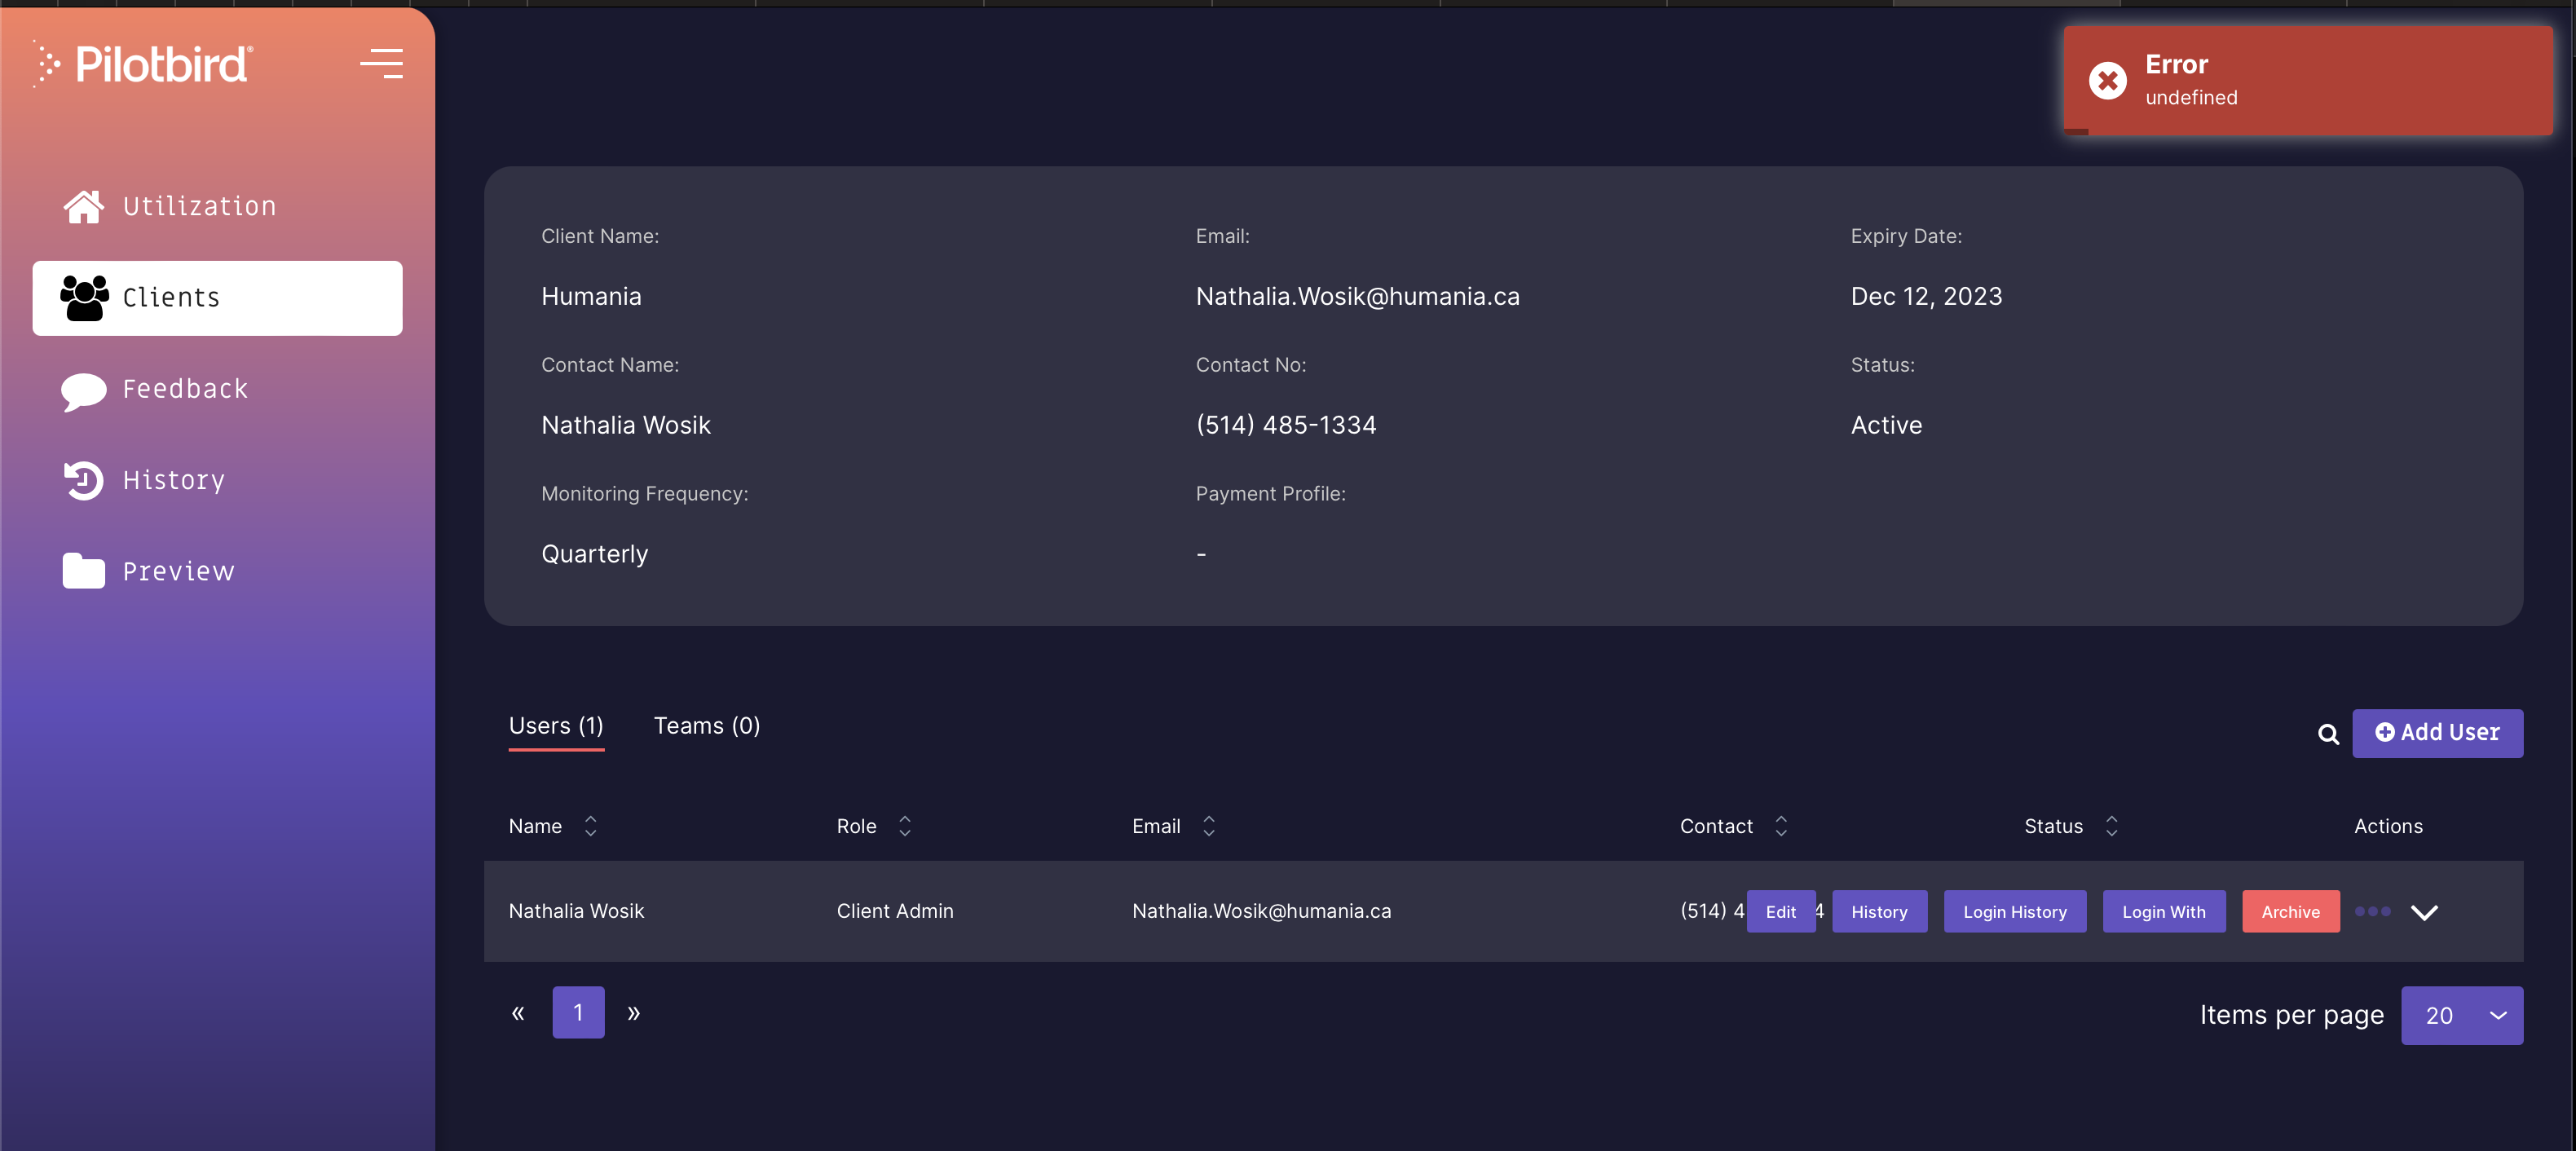 Pilotbird®
Error
undefined
Utilization
Clients
Feedback
History
Preview
Client Name:
Email:
Expiry Date:
Humania
Nathalia.Wosik@humania.ca
Dec 12, 2023
Contact Name:
Contact No:
Status:
Nathalia Wosik
(514) 485-1334
Active
Monitoring Frequency:
Payment Profile:
Quarterly
-
Users (1) Teams (0)
Add User
Name Role Email Contact Status Actions
Nathalia Wosik Client Admin Nathalia.Wosik@humania.ca (514) 4 Edit 4 History Login History Login With Archive
« 1 »
Items per page 20